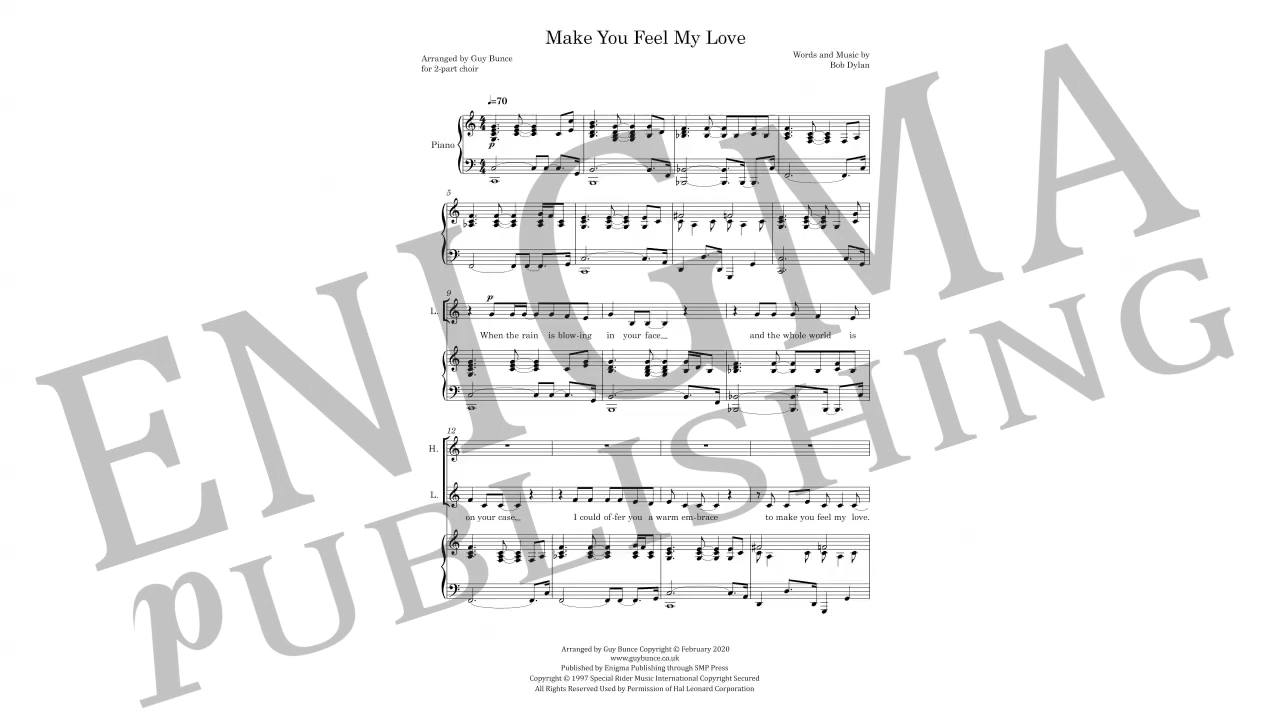 Make You Feel My Love
Arranged by Guy Bunce
for 2-part choir
Words and Music by
Bob Dylan
♩=70
Piano
p
5
9
p
L.
When the rain is blow-ing in your face_ and the whole world is
12
H.
L.
on your case_ I could of-fer you a warm em-brace to make you feel my love.
ENIGMA
PUBLISHING
Arranged by Guy Bunce Copyright © February 2020
www.guybunce.co.uk
Published by Enigma Publishing through SMP Press
Copyright © 1997 Special Rider Music International Copyright Secured
All Rights Reserved Used by Permission of Hal Leonard Corporation